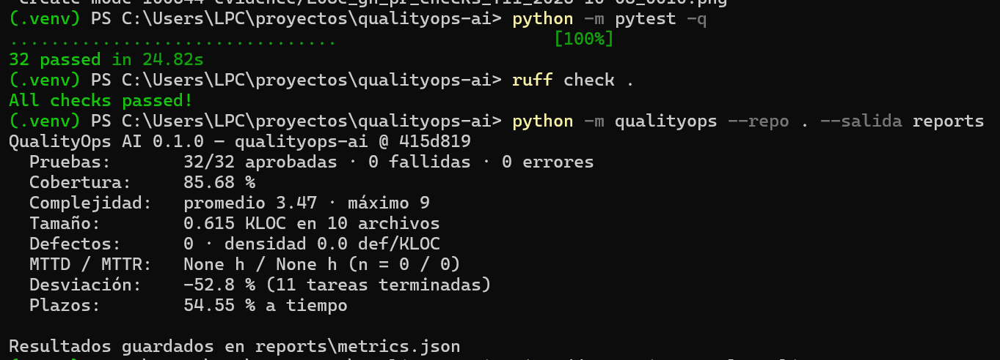 (.venv) PS C:\Users\LPC\proyectos\qualityops-ai> python -m pytest -q
................................ [100%]
32 passed in 24.82s
(.venv) PS C:\Users\LPC\proyectos\qualityops-ai> ruff check .
All checks passed!
(.venv) PS C:\Users\LPC\proyectos\qualityops-ai> python -m qualityops --repo . --salida reports
QualityOps AI 0.1.0 — qualityops-ai @ 415d819
Pruebas: 32/32 aprobadas · 0 fallidas · 0 errores
Cobertura: 85.68 %
Complejidad: promedio 3.47 · máximo 9
Tamaño: 0.615 KLOC en 10 archivos
Defectos: 0 · densidad 0.0 def/KLOC
MTTD / MTTR: None h / None h (n = 0 / 0)
Desviación: -52.8 % (11 tareas terminadas)
Plazos: 54.55 % a tiempo
Resultados guardados en reports\metrics.json